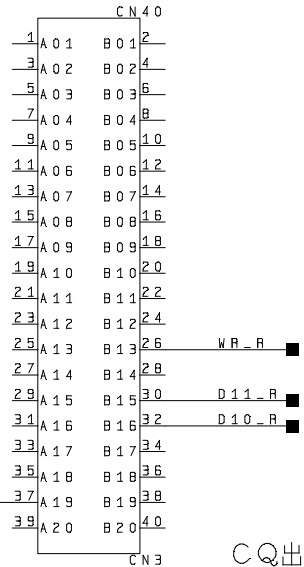 CN40
1 A01 B01 2
3 A02 B02 4
5 A03 B03 6
7 A04 B04 8
9 A05 B05 10
11 A06 B06 12
13 A07 B07 14
15 A08 B08 16
17 A09 B09 18
19 A10 B10 20
21 A11 B11 22
23 A12 B12 24
25 A13 B13 26 WR_R
27 A14 B14 28
29 A15 B15 30 D11_R
31 A16 B16 32 D10_R
33 A17 B17 34
35 A18 B18 36
37 A19 B19 38
39 A20 B20 40
CN3
CQ出